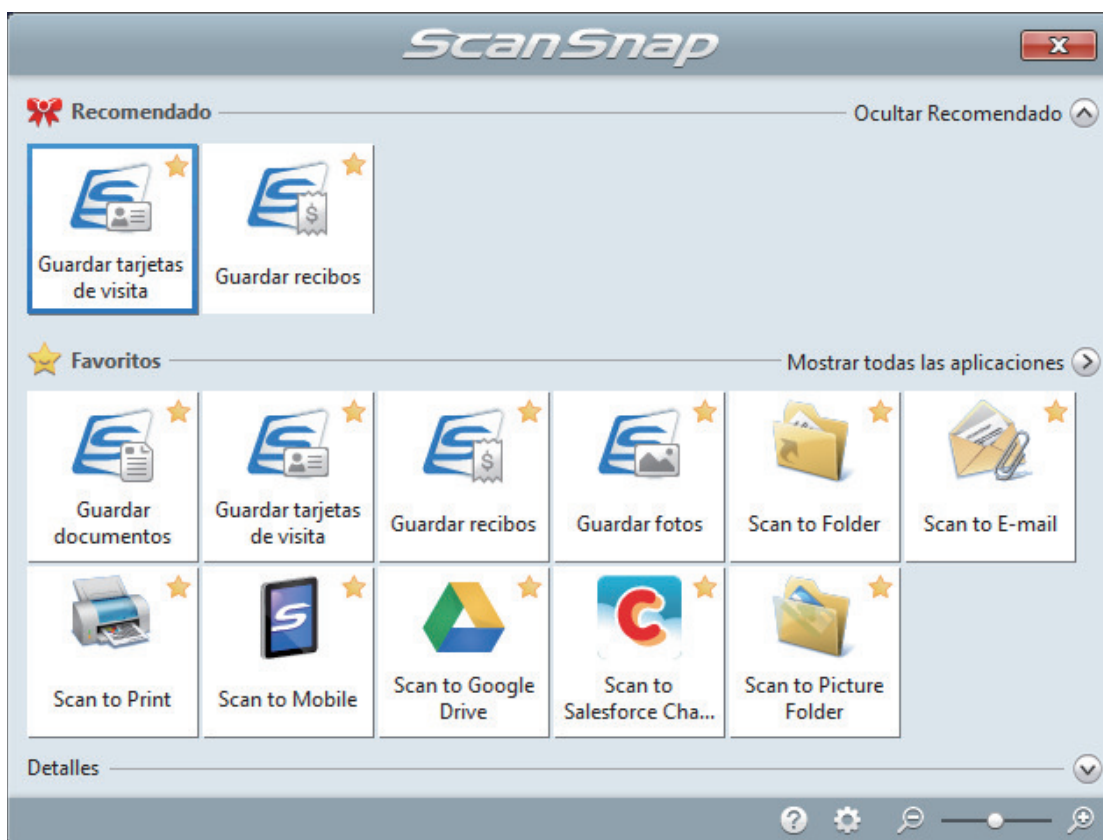 ScanSnap
Recomendado
Ocultar Recomendado
Guardar tarjetas
de visita
Guardar recibos
Favoritos
Mostrar todas las aplicaciones
Guardar
documentos
Guardar tarjetas
de visita
Guardar recibos
Guardar fotos
Scan to Folder
Scan to E-mail
Scan to Print
Scan to Mobile
Scan to Google
Drive
Scan to
Salesforce Cha...
Scan to Picture
Folder
Detalles